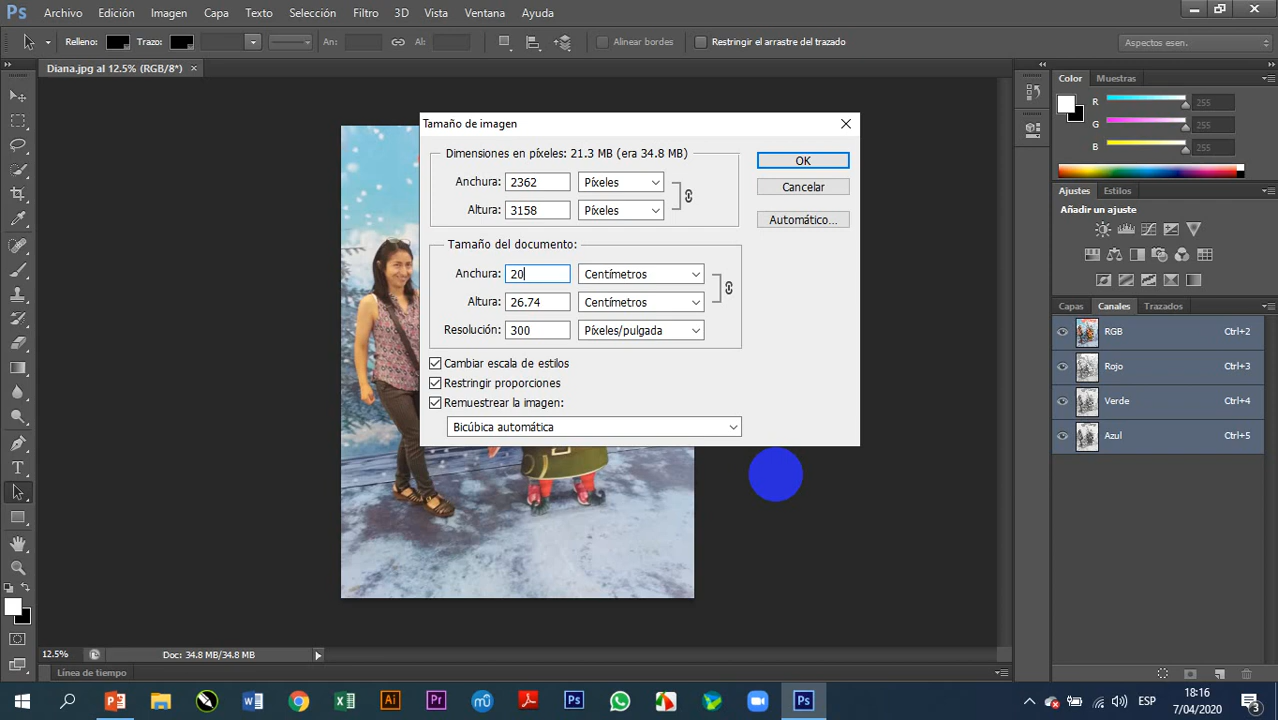 Ps Archivo Edición Imagen Capa Texto Selección Filtro 3D Vista Ventana Ayuda
Relleno: Trazo: An: Al: Alinear bordes Restringir el arrastre del trazado Aspectos esen.
Diana.jpg al 12.5% (RGB/8*) ×
Tamaño de imagen
Dimensiones en píxeles: 21.3 MB (era 34.8 MB)
Anchura: 2362 Píxeles
Altura: 3158 Píxeles
OK
Cancelar
Automático...
Tamaño del documento:
Anchura: 20 Centímetros
Altura: 26.74 Centímetros
Resolución: 300 Píxeles/pulgada
Cambiar escala de estilos
Restringir proporciones
Remuestrear la imagen:
Bicúbica automática
Color Muestras
R 255
G 255
B 255
Ajustes Estilos
Añadir un ajuste
Capas Canales Trazados
RGB Ctrl+2
Rojo Ctrl+3
Verde Ctrl+4
Azul Ctrl+5
12.5% Doc: 34.8 MB/34.8 MB
Línea de tiempo
ESP
18:16
7/04/2020
3